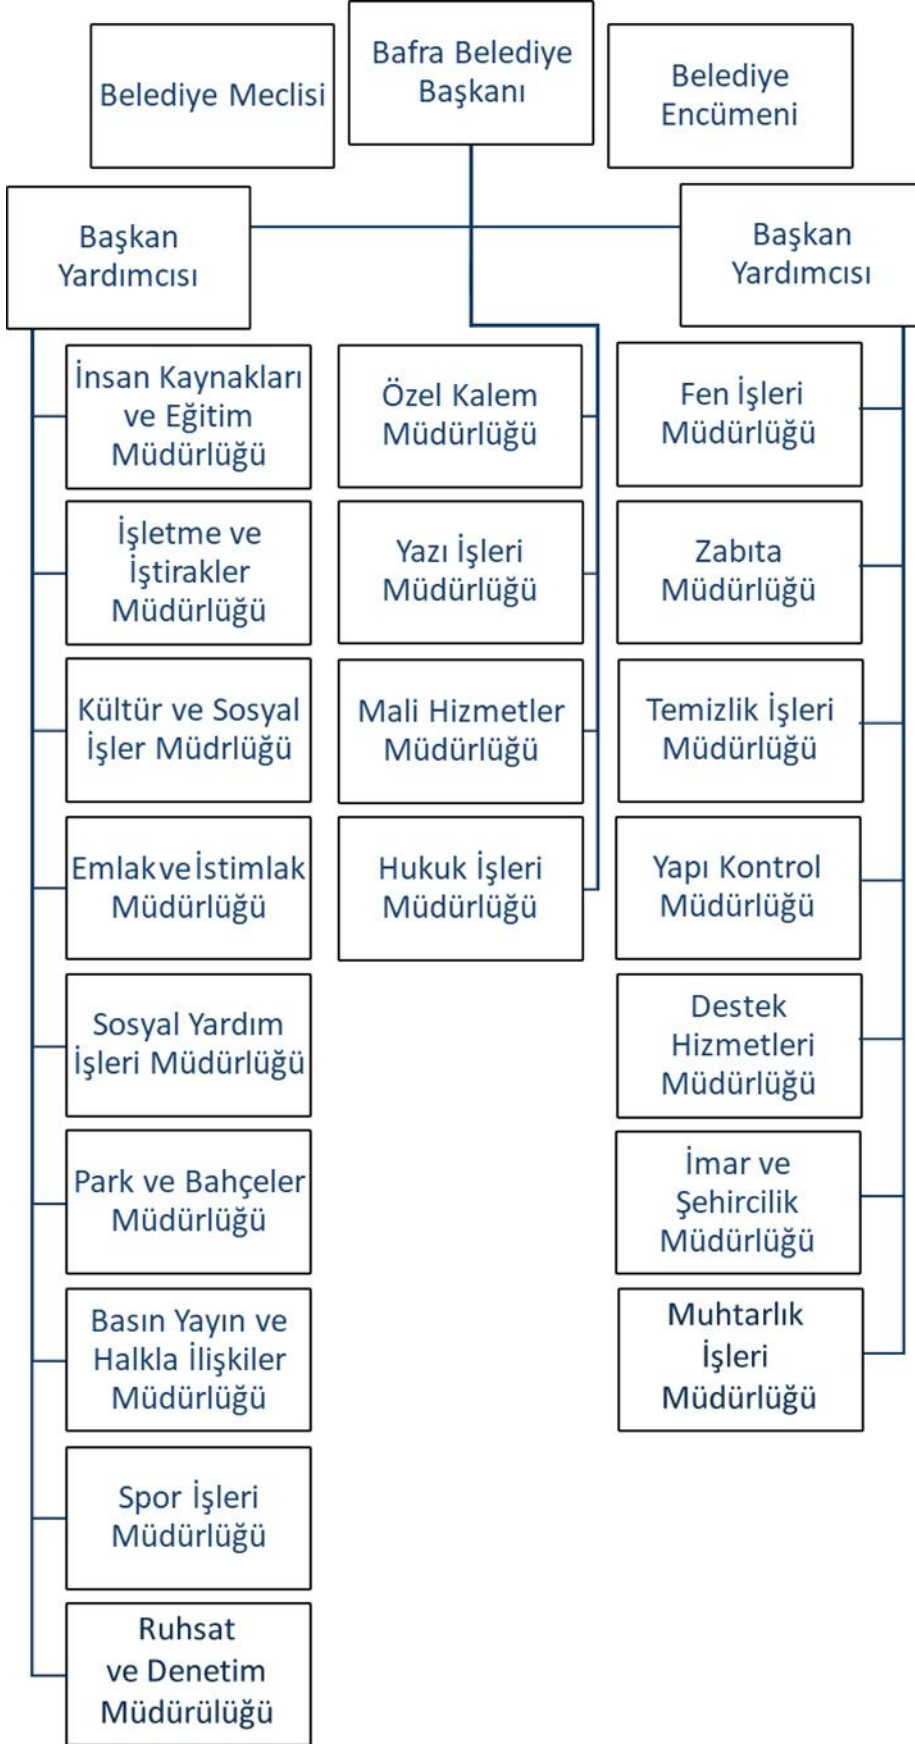 Belediye Meclisi
Bafra Belediye
Başkanı
Belediye
Encümeni
Başkan
Yardımcısı
Başkan
Yardımcısı
İnsan Kaynakları
ve Eğitim
Müdürlüğü
İşletme ve
İştirakler
Müdürlüğü
Kültür ve Sosyal
İşler Müdrlüğü
Emlak ve İstimlak
Müdürlüğü
Sosyal Yardım
İşleri Müdürlüğü
Park ve Bahçeler
Müdürlüğü
Basın Yayın ve
Halkla İlişkiler
Müdürlüğü
Spor İşleri
Müdürlüğü
Ruhsat
ve Denetim
Müdürülüğü
Özel Kalem
Müdürlüğü
Yazı İşleri
Müdürlüğü
Mali Hizmetler
Müdürlüğü
Hukuk İşleri
Müdürlüğü
Fen İşleri
Müdürlüğü
Zabıta
Müdürlüğü
Temizlik İşleri
Müdürlüğü
Yapı Kontrol
Müdürlüğü
Destek
Hizmetleri
Müdürlüğü
İmar ve
Şehircilik
Müdürlüğü
Muhtarlık
İşleri
Müdürlüğü